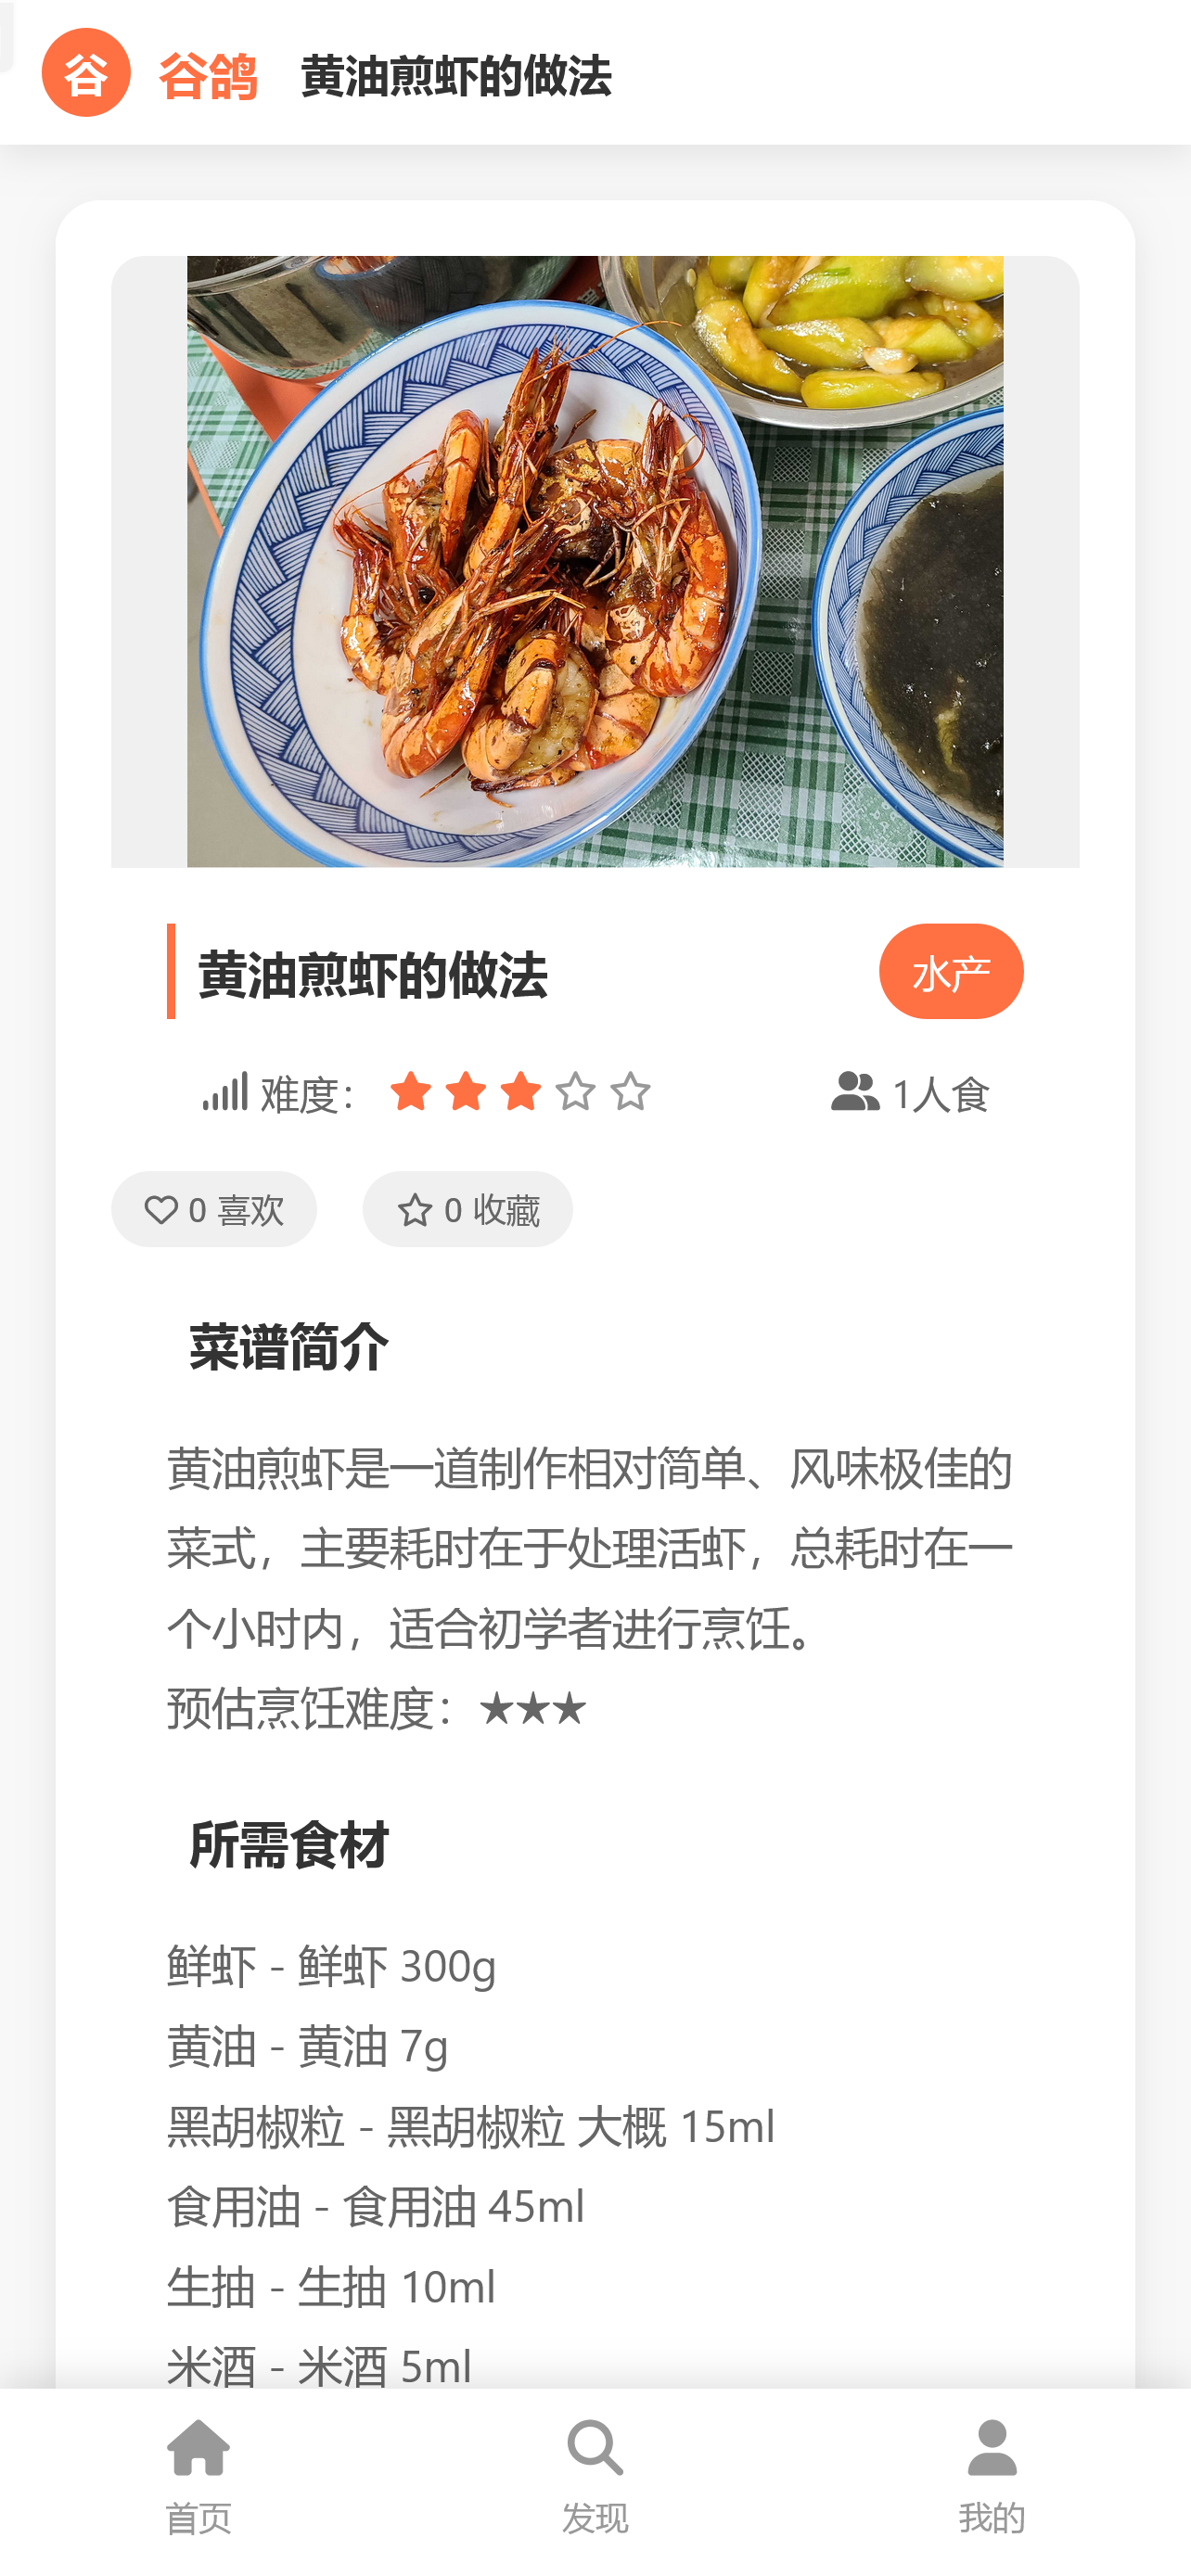 谷 谷鸽 黄油煎虾的做法
黄油煎虾的做法 水产
难度： 1人食
0 喜欢 0 收藏
菜谱简介
黄油煎虾是一道制作相对简单、风味极佳的
菜式，主要耗时在于处理活虾，总耗时在一
个小时内，适合初学者进行烹饪。
预估烹饪难度：★★★
所需食材
鲜虾 - 鲜虾 300g
黄油 - 黄油 7g
黑胡椒粒 - 黑胡椒粒 大概 15ml
食用油 - 食用油 45ml
生抽 - 生抽 10ml
米酒 - 米酒 5ml
首页 发现 我的